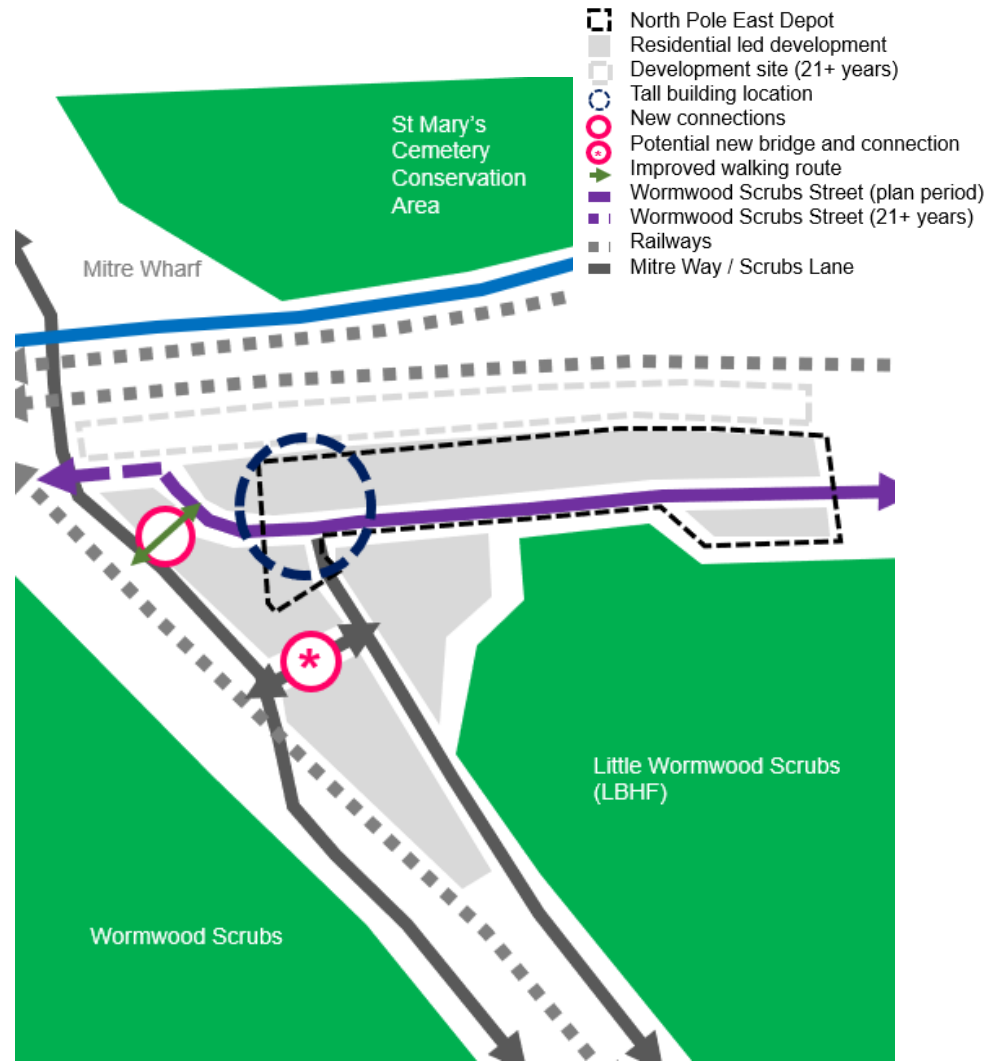 North Pole East Depot
Residential led development
Development site (21+ years)
Tall building location
New connections
*
Potential new bridge and connection
Improved walking route
Wormwood Scrubs Street (plan period)
Wormwood Scrubs Street (21+ years)
Railways
Mitre Way / Scrubs Lane
St Mary’s
Cemetery
Conservation
Area
Mitre Wharf
*
Little Wormwood Scrubs
(LBHF)
Wormwood Scrubs